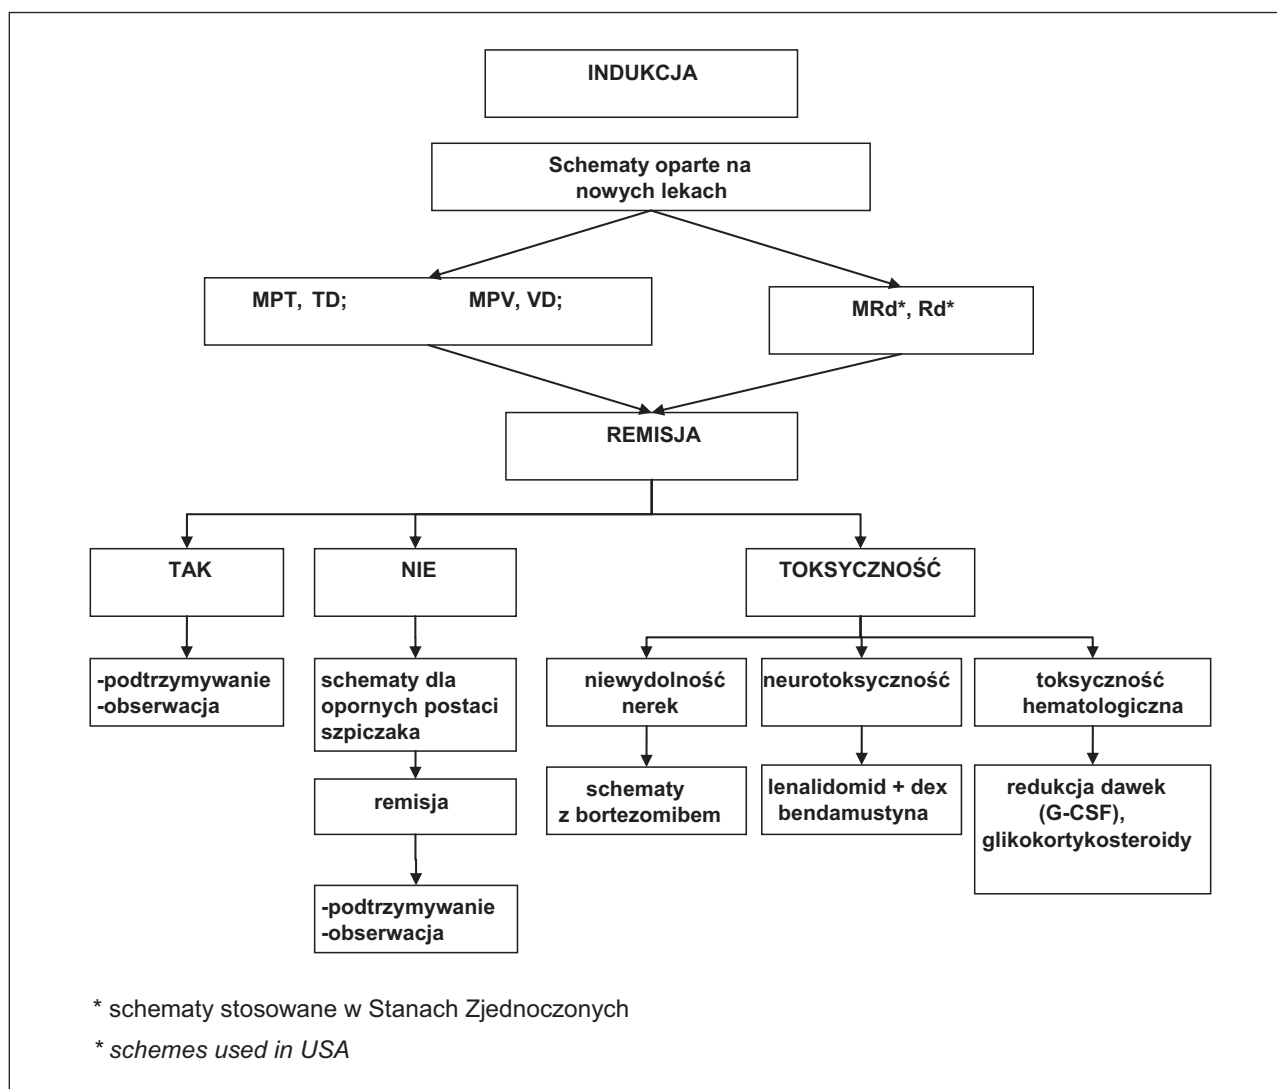 INDUKCJA
Schematy oparte na
nowych lekach
MPT, TD; MPV, VD;
MRd*, Rd*
REMISJA
TAK
NIE
TOKSYCZNOŚĆ
-podtrzymywanie
-obserwacja
schematy dla
opornych postaci
szpiczaka
niewydolność
nerek
neurotoksyczność
toksyczność
hematologiczna
remisja
schematy
z bortezomibem
lenalidomid + dex
bendamustyna
redukcja dawek
(G-CSF),
glikokortykosteroidy
-podtrzymywanie
-obserwacja
* schematy stosowane w Stanach Zjednoczonych
* schemes used in USA